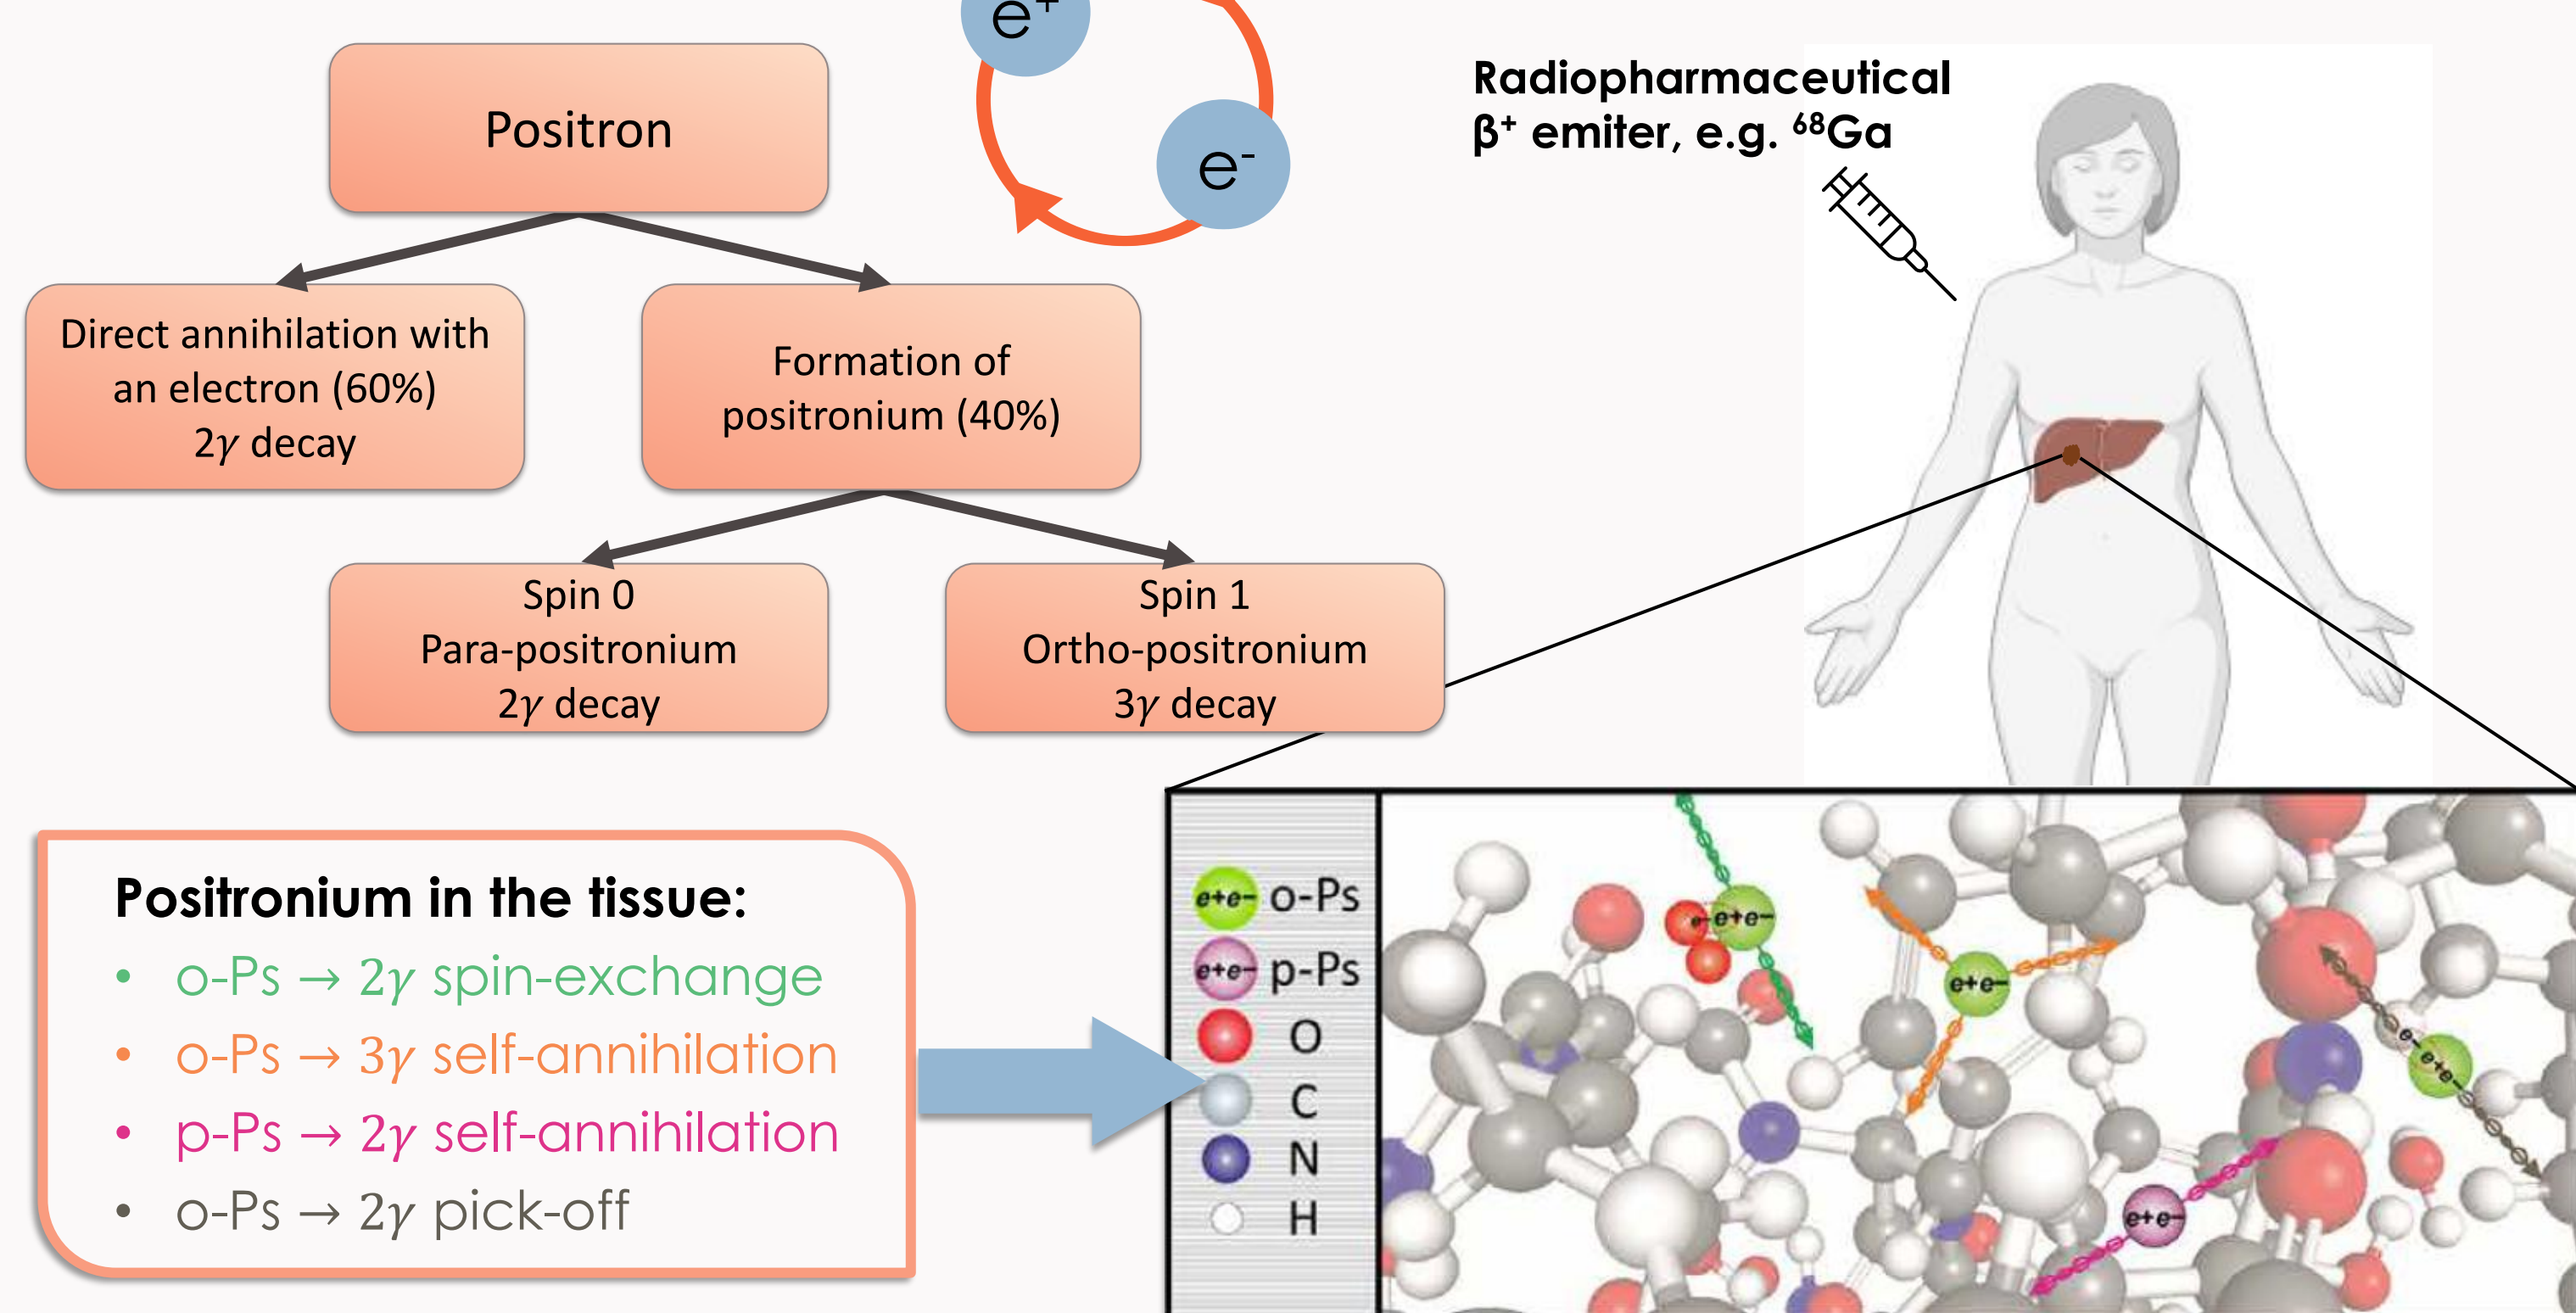 Positron
e⁺
e⁻
Radiopharmaceutical
β⁺ emiter, e.g. ⁶⁸Ga
Direct annihilation with
an electron (60%)
2γ decay
Formation of
positronium (40%)
Spin 0
Para-positronium
2γ decay
Spin 1
Ortho-positronium
3γ decay
Positronium in the tissue:
• o-Ps → 2γ spin-exchange
• o-Ps → 3γ self-annihilation
• p-Ps → 2γ self-annihilation
• o-Ps → 2γ pick-off
e+e- o-Ps
e+e- p-Ps
O
C
N
H
e- e+e-
e+e-
e- e+e-
e+e-